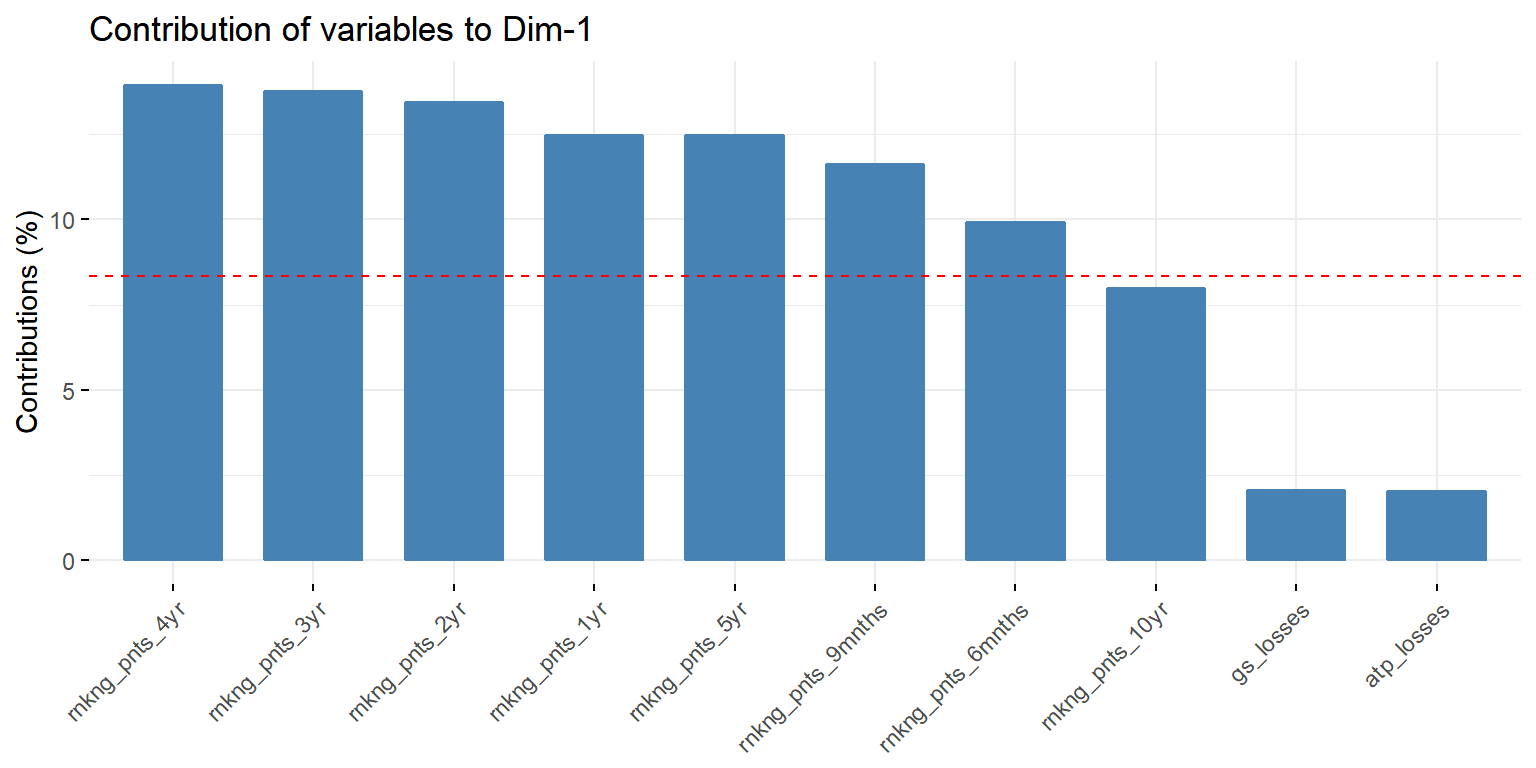 Contribution of variables to Dim-1
Contributions (%)
10
5
0
rnkng_pnts_4yr
rnkng_pnts_3yr
rnkng_pnts_2yr
rnkng_pnts_1yr
rnkng_pnts_5yr
rnkng_pnts_9mnths
rnkng_pnts_6mnths
rnkng_pnts_10yr
gs_losses
atp_losses